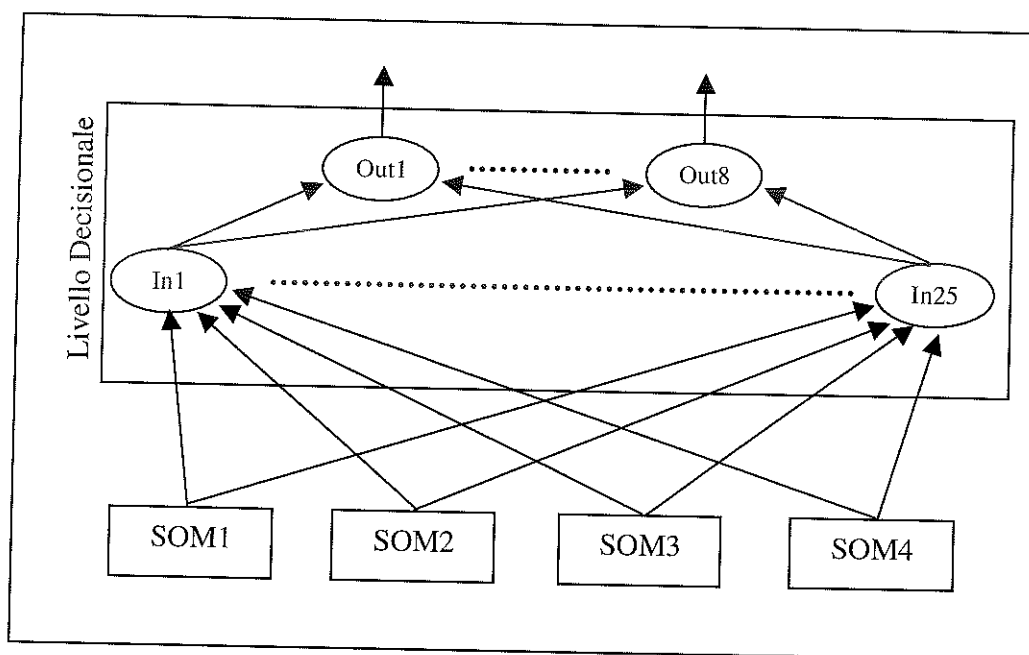 Livello Decisionale
Out1
Out8
In1
In25
SOM1
SOM2
SOM3
SOM4